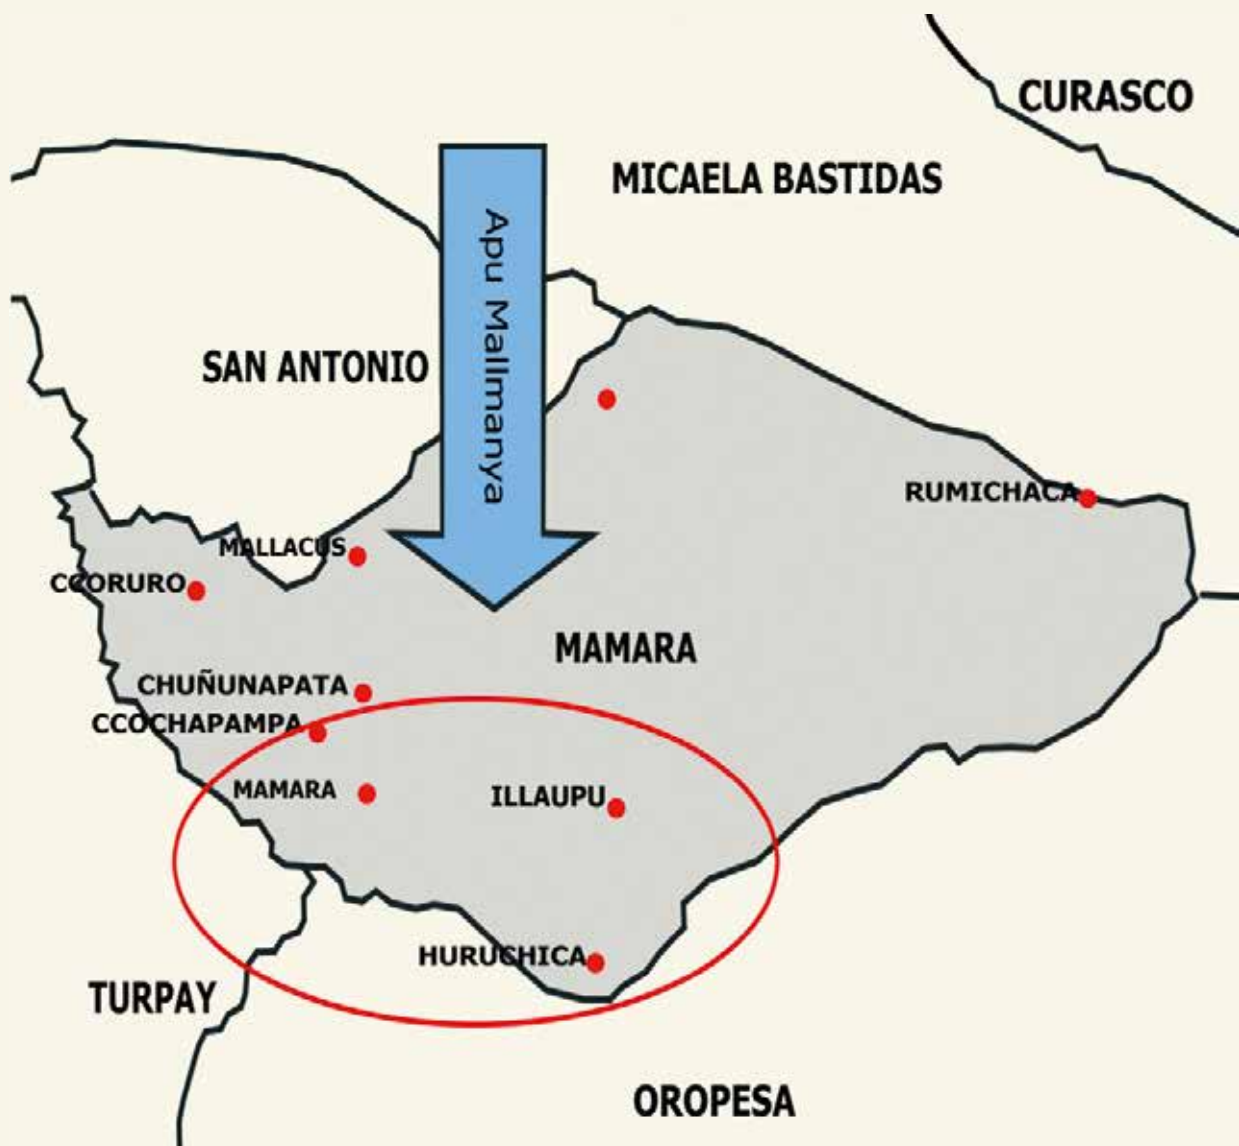 CURASCO
MICAELA BASTIDAS
Apu Mallmanya
SAN ANTONIO
RUMICHACA
MALLACUS
CCORURO
MAMARA
CHUÑUNAPATA
CCOCHAPAMPA
MAMARA
ILLAUPU
HURUCHICA
TURPAY
OROPESA